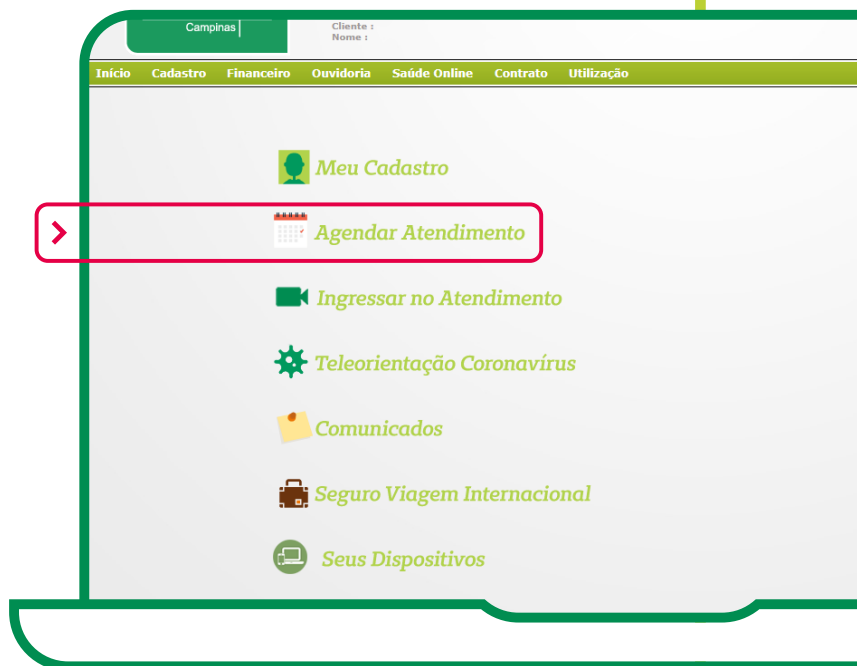 Campinas
Cliente :
Nome :
Início Cadastro Financeiro Ouvidoria Saúde Online Contrato Utilização
Meu Cadastro
Agendar Atendimento
Ingressar no Atendimento
Teleorientação Coronavírus
Comunicados
Seguro Viagem Internacional
Seus Dispositivos